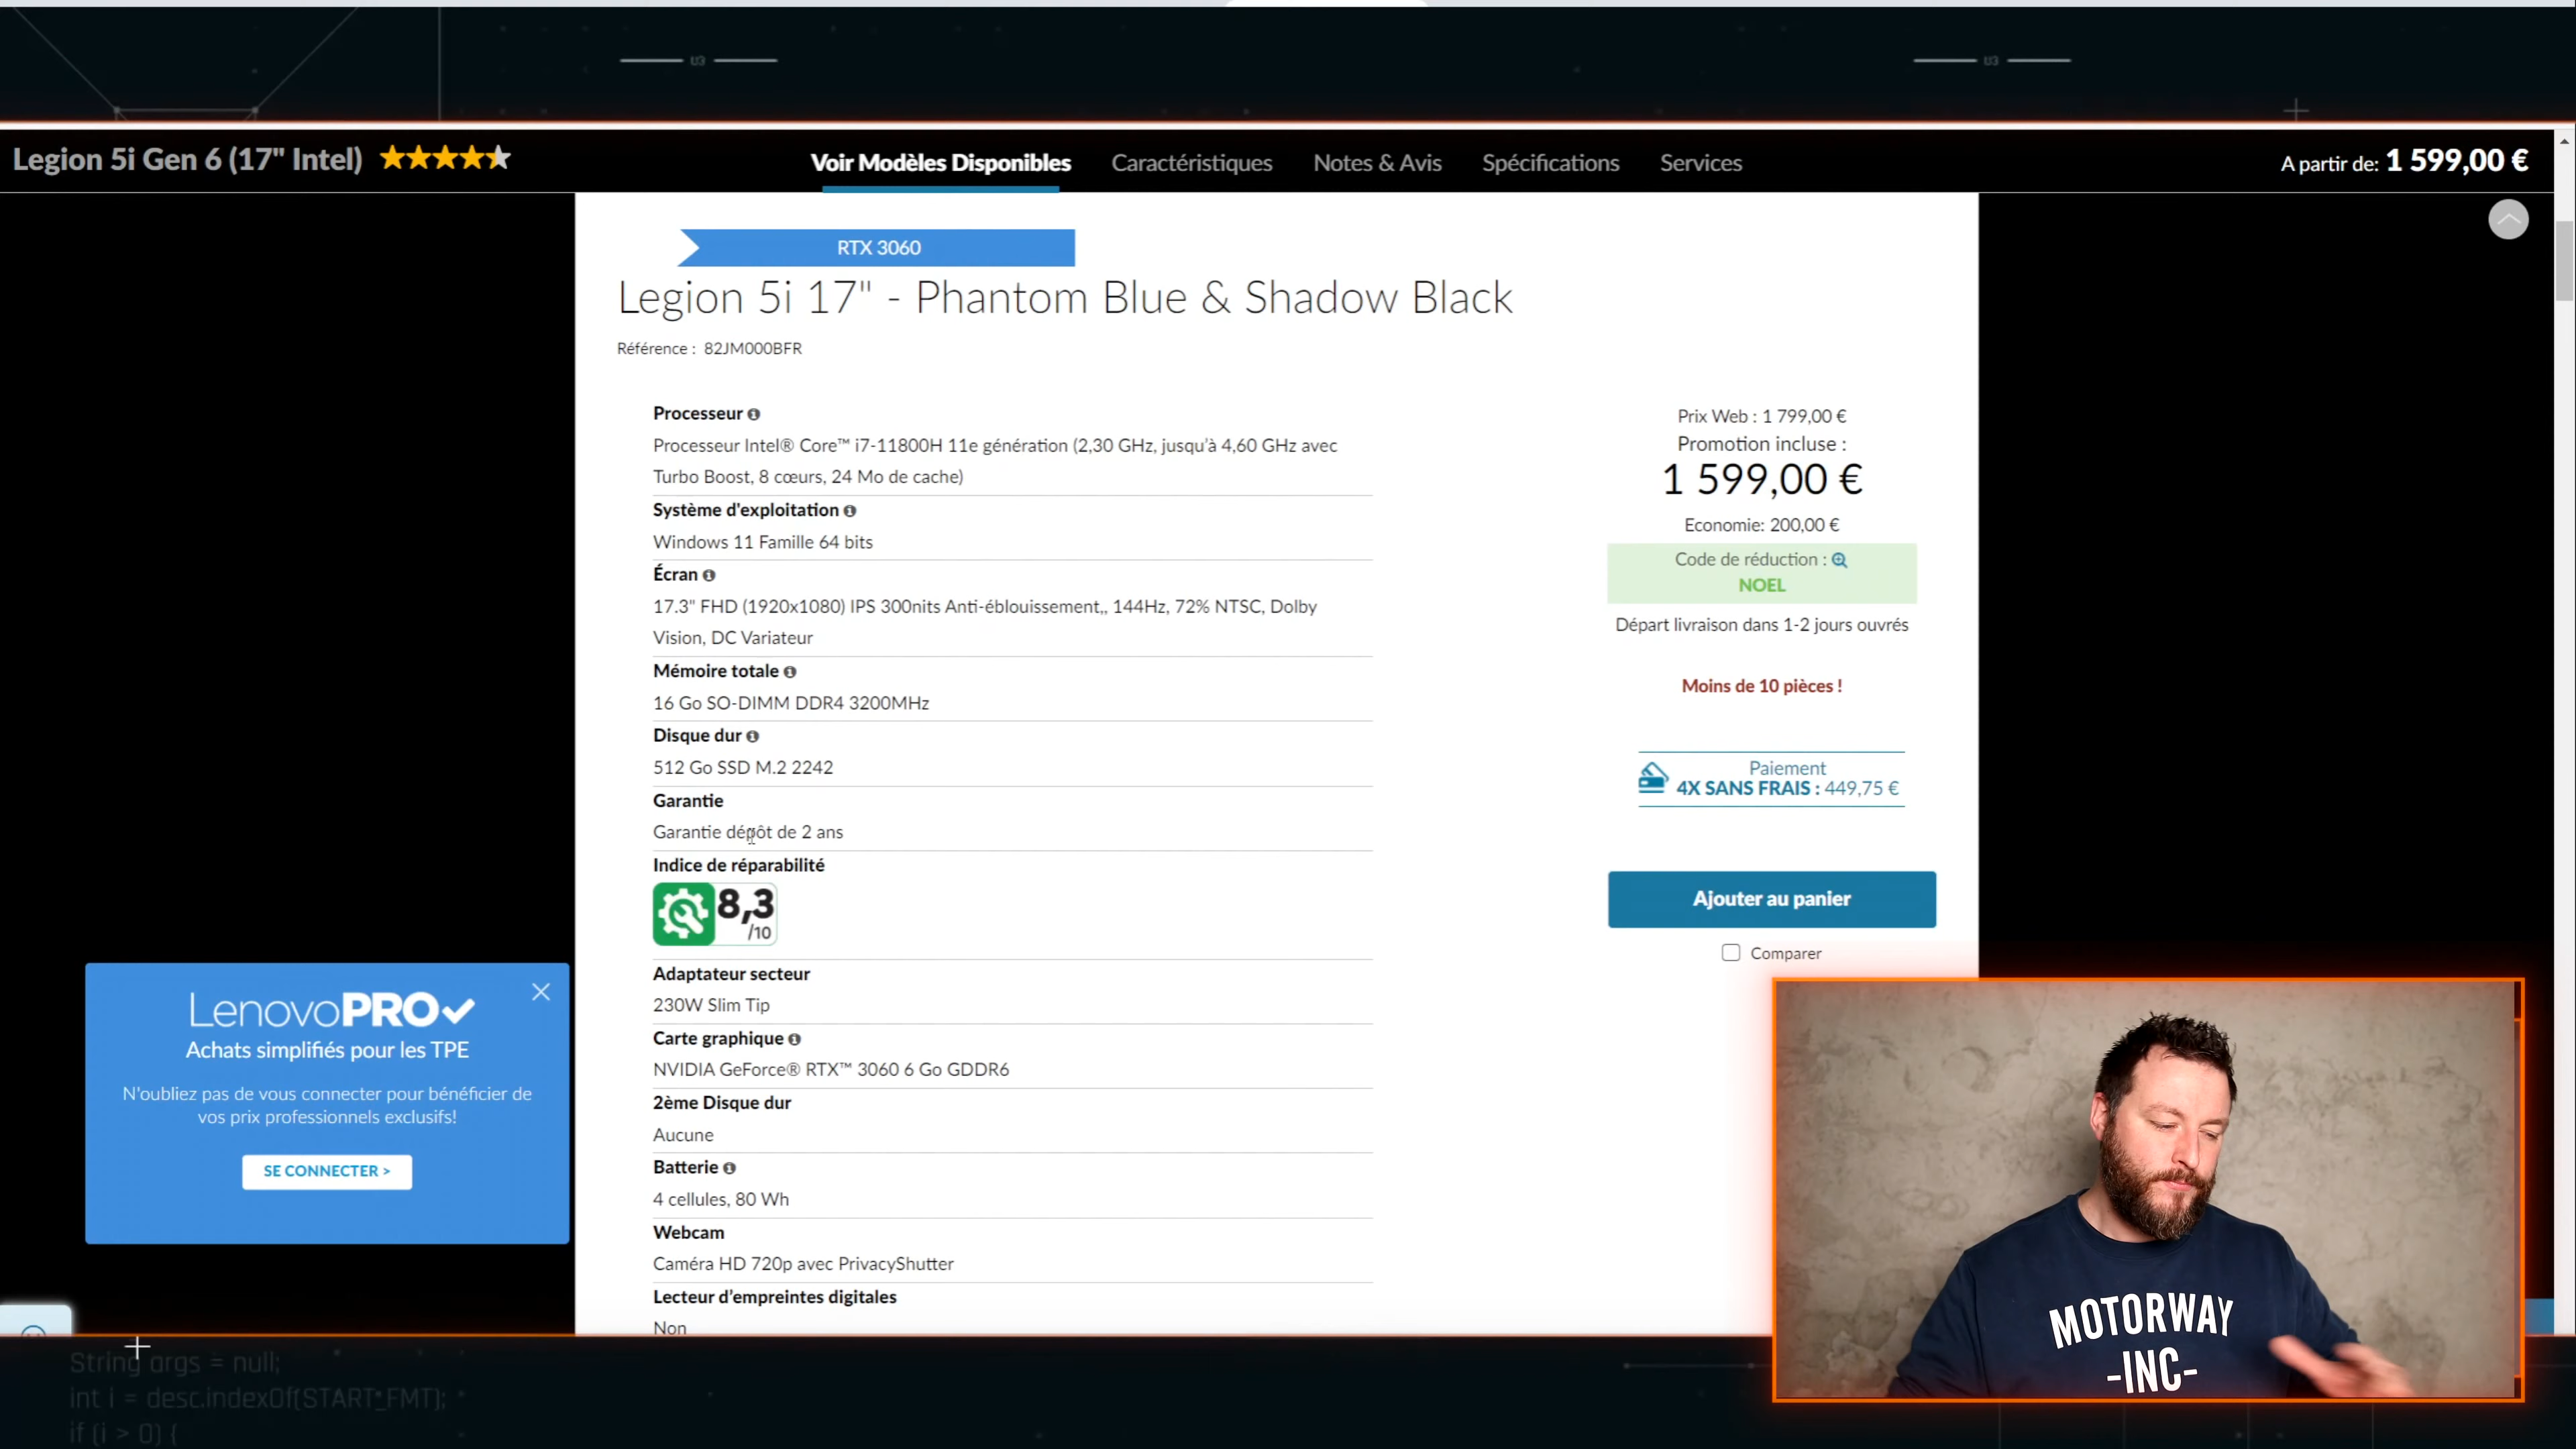 U3
U3
Legion 5i Gen 6 (17" Intel)
Voir Modèles Disponibles
Caractéristiques
Notes & Avis
Spécifications
Services
A partir de: 1 599,00 €
RTX 3060
Legion 5i 17" - Phantom Blue & Shadow Black
Référence : 82JM000BFR
Processeur
Processeur Intel® Core™ i7-11800H 11e génération (2,30 GHz, jusqu'à 4,60 GHz avec
Turbo Boost, 8 cœurs, 24 Mo de cache)
Système d'exploitation
Windows 11 Famille 64 bits
Écran
17.3" FHD (1920x1080) IPS 300nits Anti-éblouissement,, 144Hz, 72% NTSC, Dolby
Vision, DC Variateur
Mémoire totale
16 Go SO-DIMM DDR4 3200MHz
Disque dur
512 Go SSD M.2 2242
Garantie
Garantie dépôt de 2 ans
Indice de réparabilité
8,3
/10
Adaptateur secteur
230W Slim Tip
Carte graphique
NVIDIA GeForce® RTX™ 3060 6 Go GDDR6
2ème Disque dur
Aucune
Batterie
4 cellules, 80 Wh
Webcam
Caméra HD 720p avec PrivacyShutter
Lecteur d'empreintes digitales
Non
Prix Web : 1 799,00 €
Promotion incluse :
1 599,00 €
Economie: 200,00 €
Code de réduction :
NOEL
Départ livraison dans 1-2 jours ouvrés
Moins de 10 pièces !
Paiement
4X SANS FRAIS : 449,75 €
Ajouter au panier
Comparer
LenovoPRO
Achats simplifiés pour les TPE
N'oubliez pas de vous connecter pour bénéficier de
vos prix professionnels exclusifs!
SE CONNECTER >
MOTORWAY
-INC-
String args = null;
int i = desc.indexOf(START_FMT);
if (i > 0) {